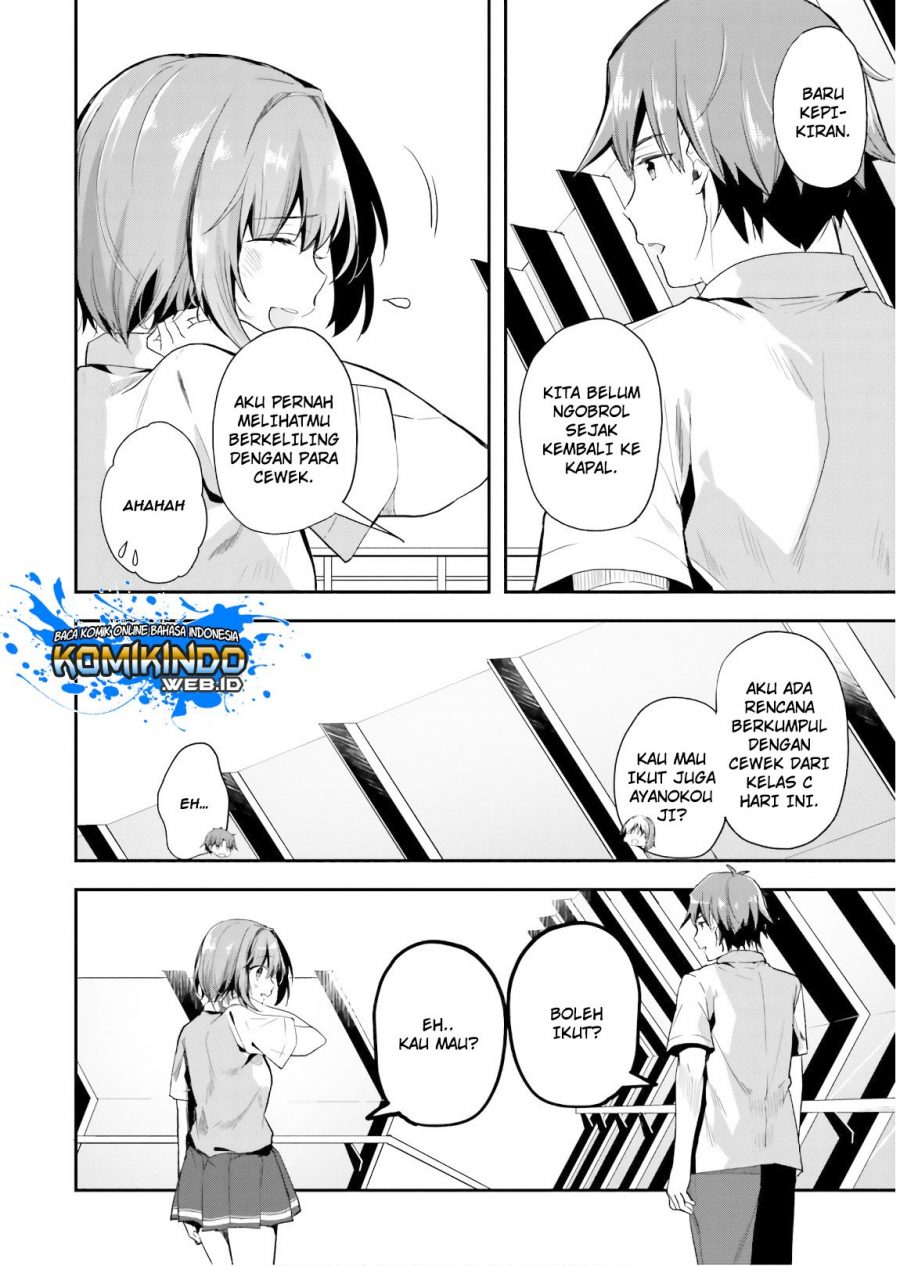 BARU
KEPI-
KIRAN.
KITA BELUM
NGOBROL
SEJAK
KEMBALI KE
KAPAL.
AKU PERNAH
MELIHATMU
BERKELILING
DENGAN PARA
CEWEK.
AHAHAH
BACA KOMIK ONLINE BAHASA INDONESIA
KOMIKINDO
.WEB.ID
AKU ADA
RENCANA
BERKUMPUL
DENGAN
CEWEK DARI
KELAS C
HARI INI.
KAU MAU
IKUT JUGA
AYANOKOU
JI?
EH...
BOLEH
IKUT?
EH..
KAU MAU?